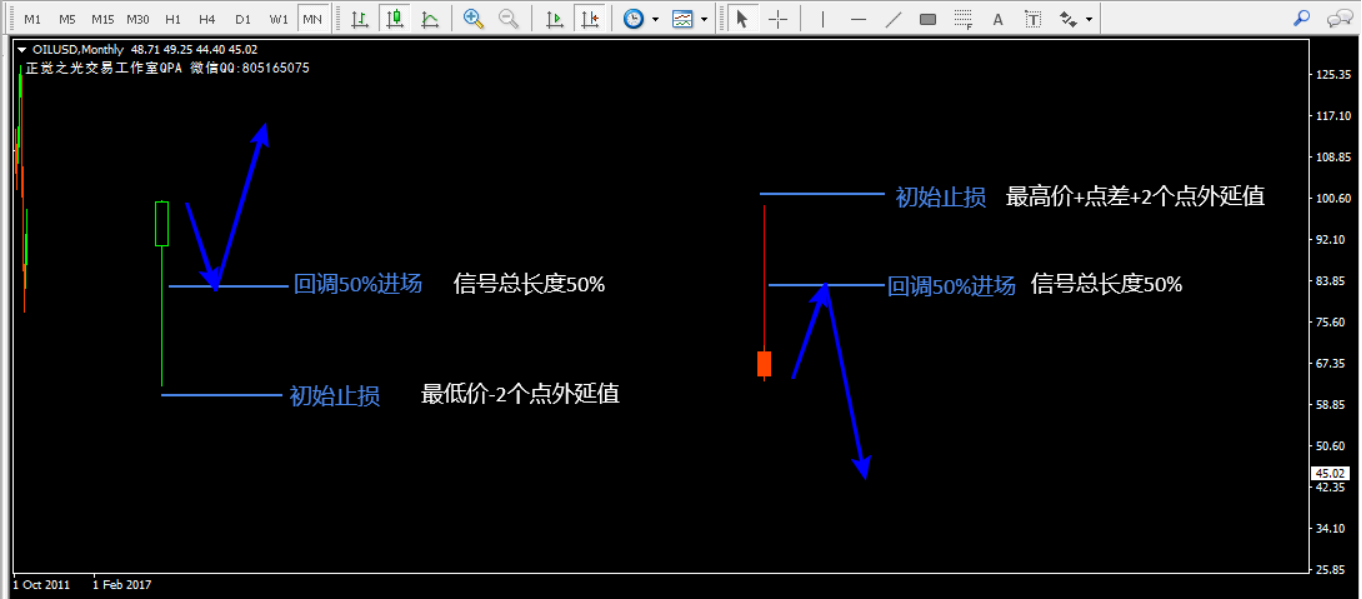 M1 M5 M15 M30 H1 H4 D1 W1 MN
A T
F
OILUSD,Monthly 48.71 49.25 44.40 45.02
正觉之光交易工作室QPA 微信QQ:805165075
125.35
117.10
108.85
初始止损 最高价+点差+2个点外延值
100.60
92.10
回调50%进场 信号总长度50%
回调50%进场 信号总长度50%
83.85
75.60
67.35
初始止损 最低价-2个点外延值
58.85
50.60
45.02
42.35
34.10
25.85
1 Oct 2011 1 Feb 2017